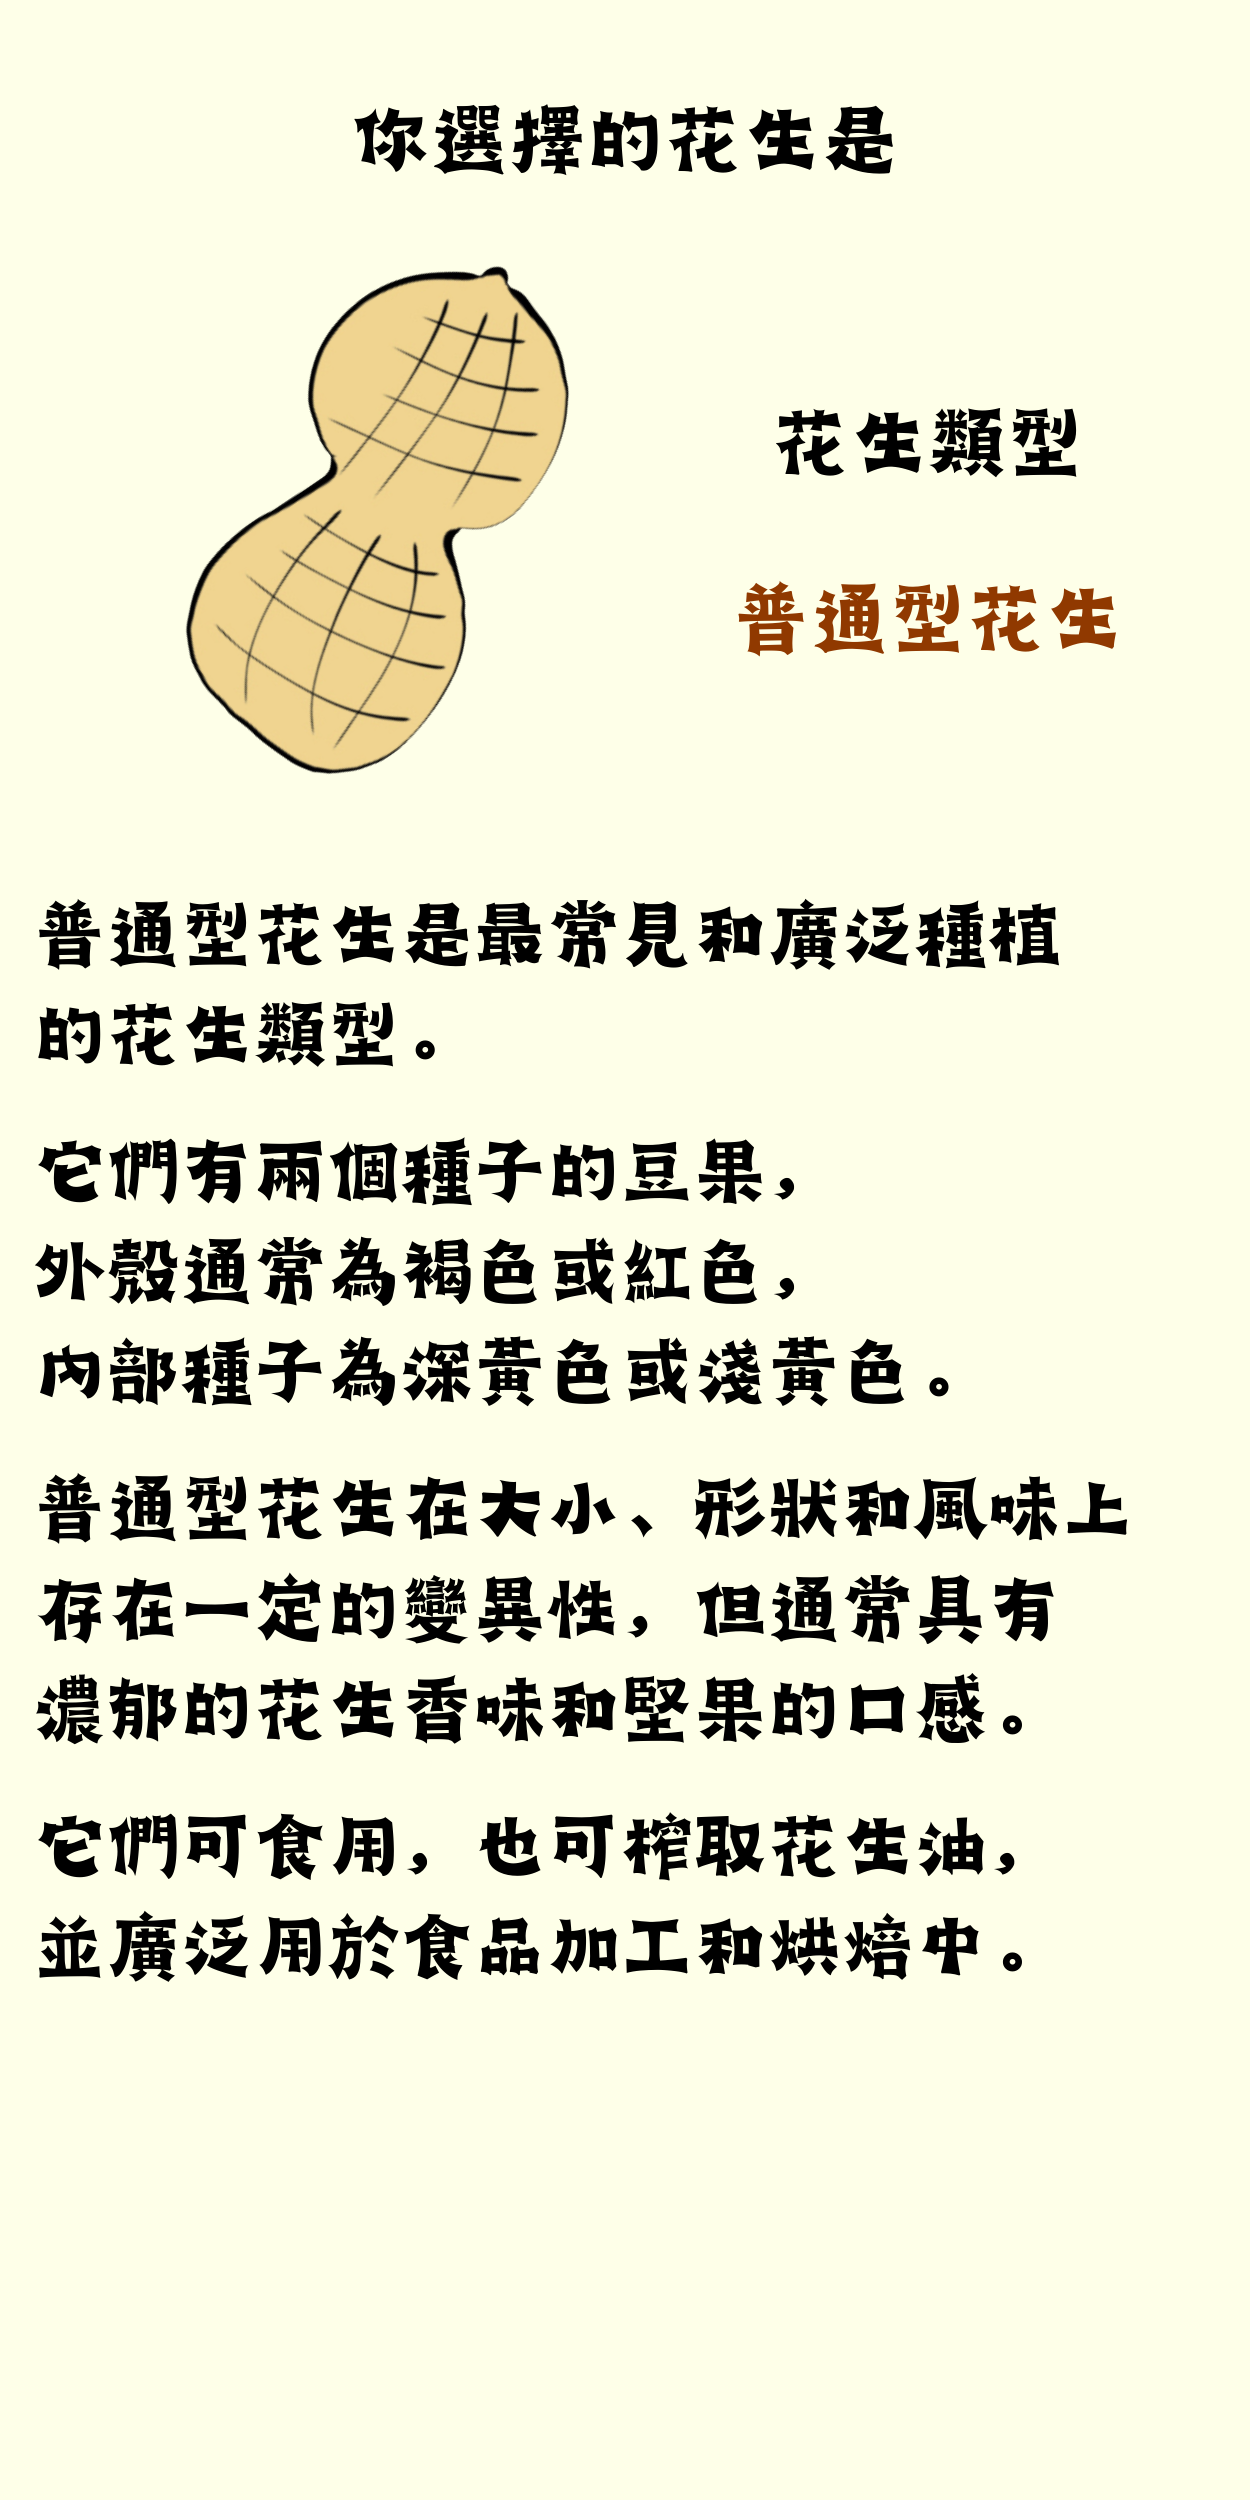 你選擇的花生是
花生類型
普通型花生
普通型花生是最常見和廣泛種植
的花生類型。
它們有兩個種子的豆果，
外殼通常為褐色或紅色，
內部種子為染黃色或淺黃色。
普通型花生在大小、形狀和風味上
存在一定的變異性，但通常具有
濃郁的花生香味和堅果的口感。
它們可食用，也可榨取花生油，
並廣泛用於食品加工和烘焙中。